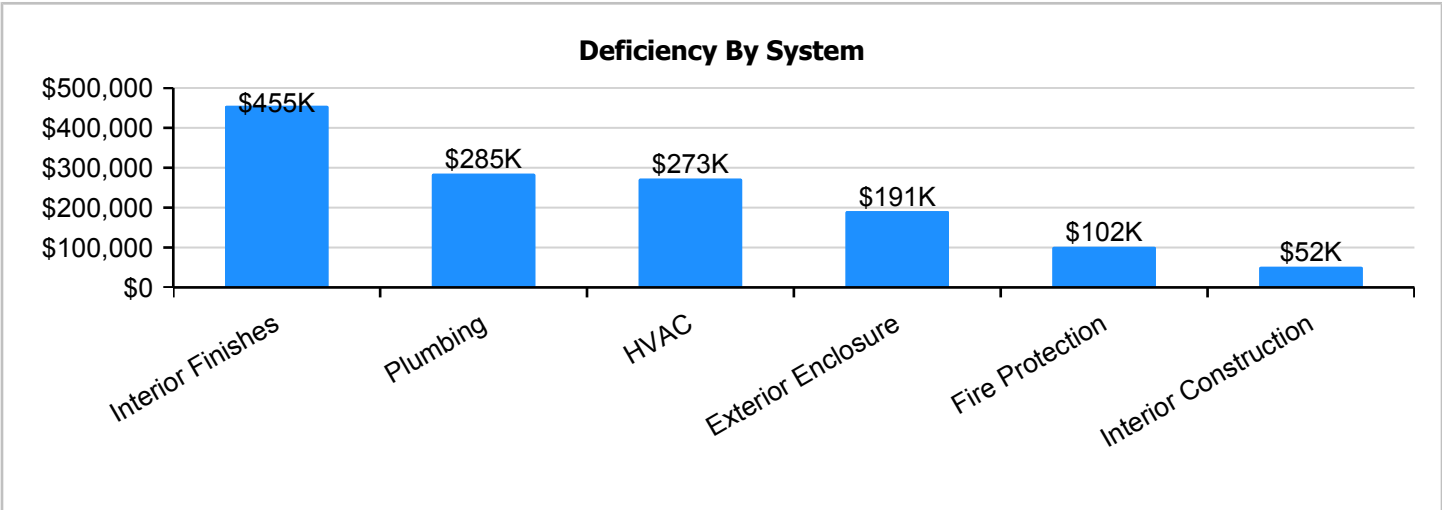 Deficiency By System
$500,000
$400,000
$300,000
$200,000
$100,000
$0
$455K
$285K
$273K
$191K
$102K
$52K
Interior Finishes
Plumbing
HVAC
Exterior Enclosure
Fire Protection
Interior Construction